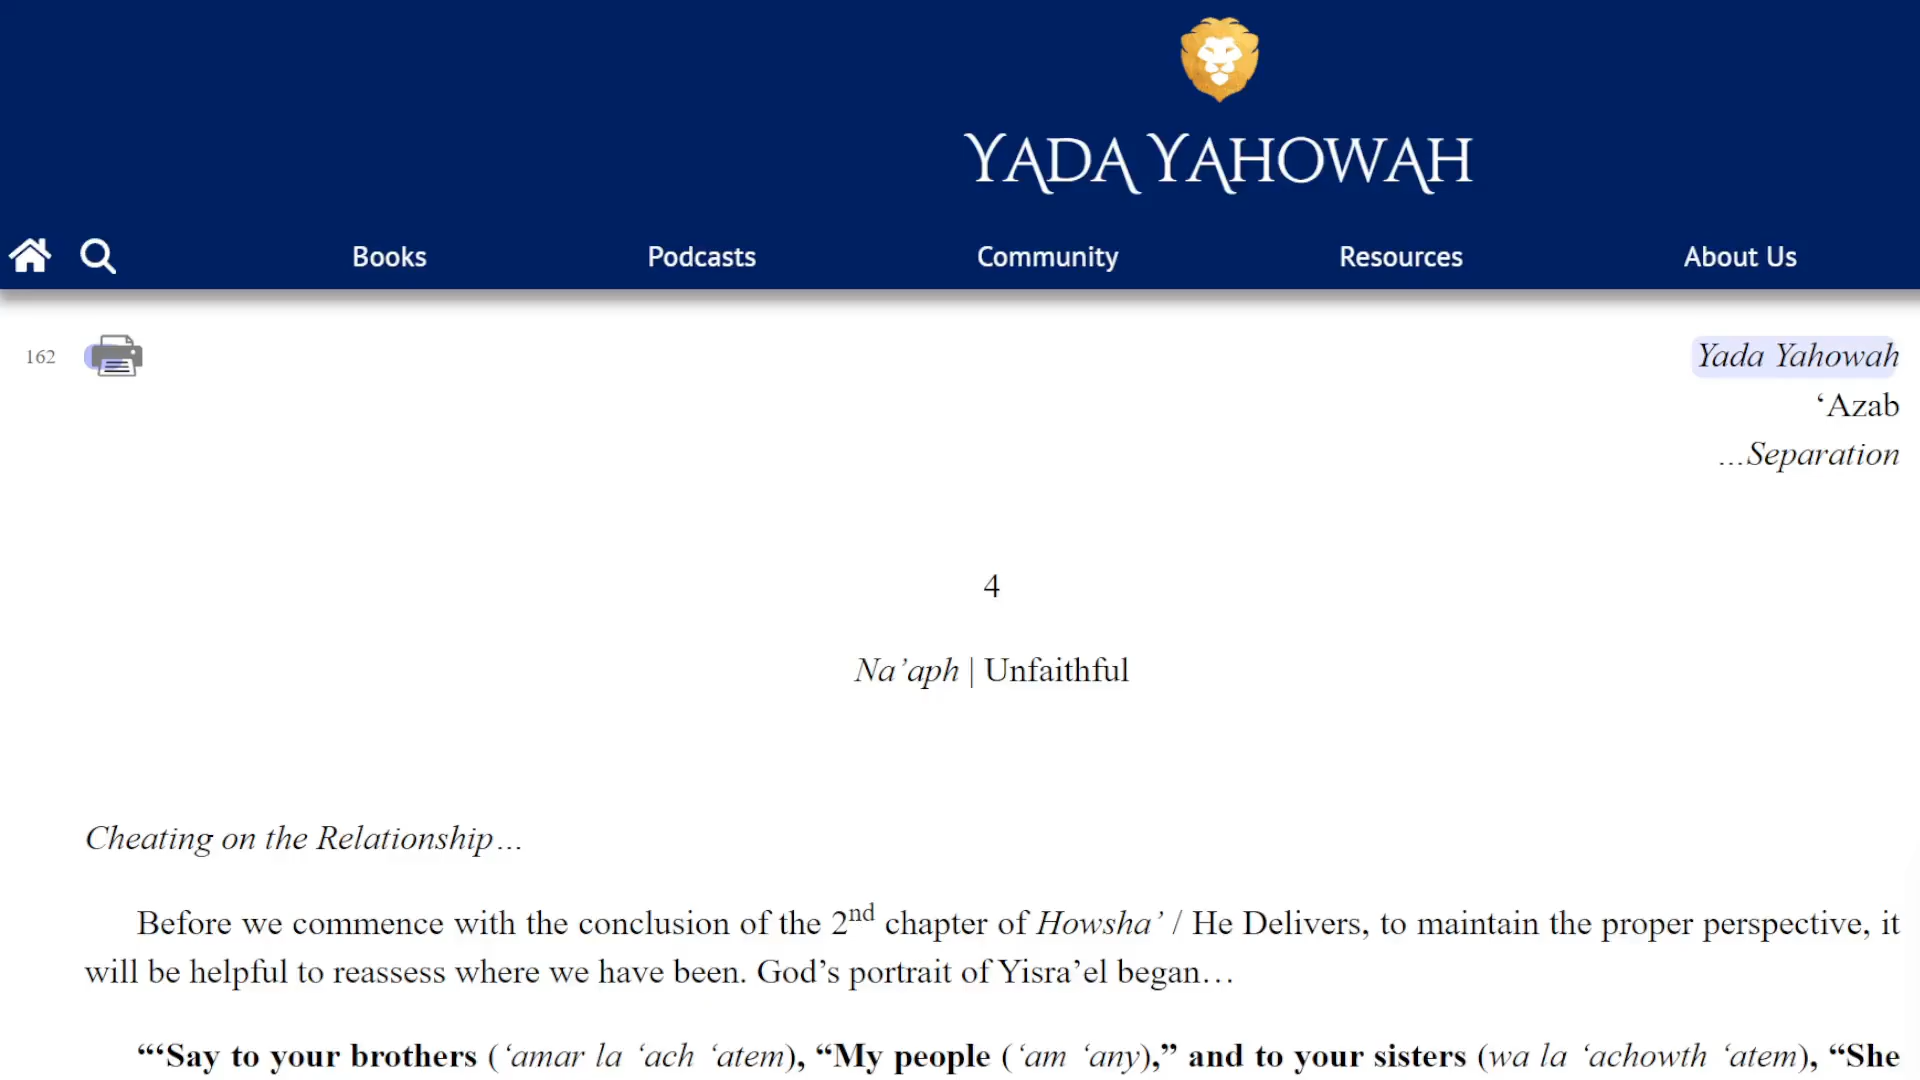 YADA YAHOWAH
Books Podcasts Community Resources About Us
162
Yada Yahowah
‘Azab
…Separation
4
Na’aph | Unfaithful
Cheating on the Relationship…
Before we commence with the conclusion of the 2nd chapter of Howsha’ / He Delivers, to maintain the proper perspective, it
will be helpful to reassess where we have been. God’s portrait of Yisra’el began…
“‘Say to your brothers (‘amar la ‘ach ‘atem), “My people (‘am ‘any),” and to your sisters (wa la ‘achowth ‘atem), “She